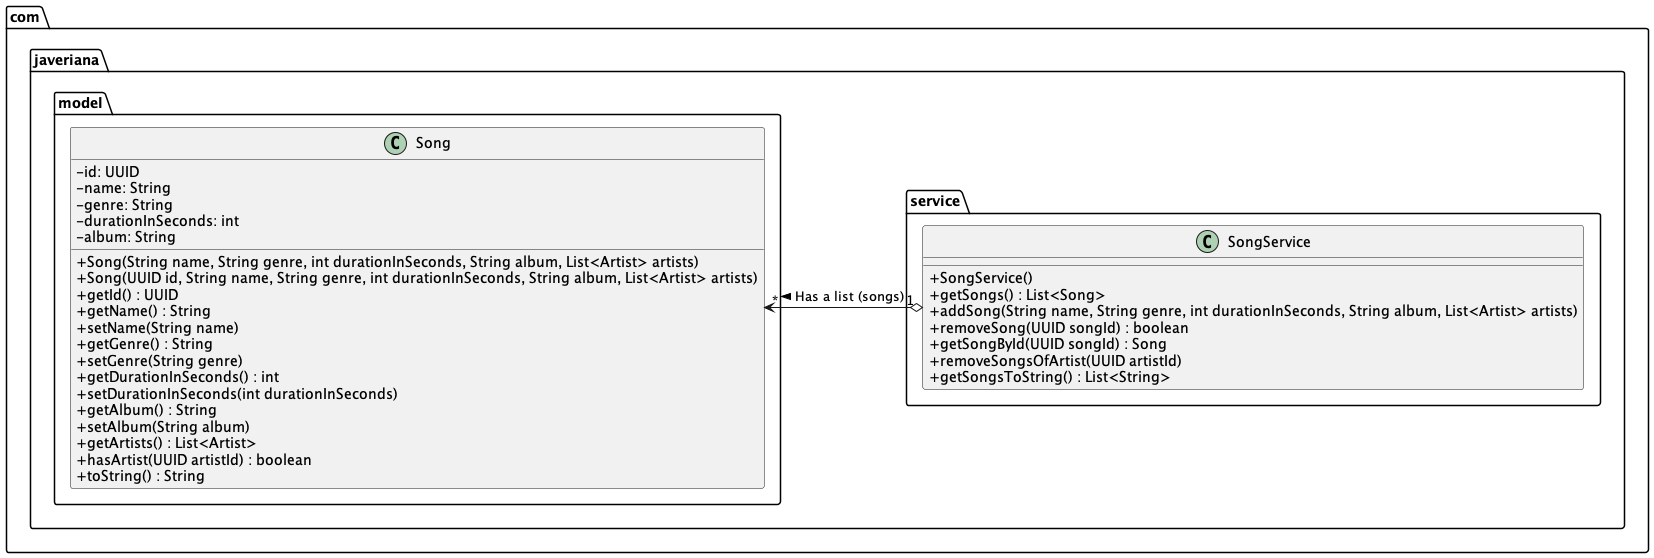 com
javeriana
model
C Song
-id: UUID
-name: String
-genre: String
-durationInSeconds: int
-album: String
+Song(String name, String genre, int durationInSeconds, String album, List<Artist> artists)
+Song(UUID id, String name, String genre, int durationInSeconds, String album, List<Artist> artists)
+getId() : UUID
+getName() : String
+setName(String name)
+getGenre() : String
+setGenre(String genre)
+getDurationInSeconds() : int
+setDurationInSeconds(int durationInSeconds)
+getAlbum() : String
+setAlbum(String album)
+getArtists() : List<Artist>
+hasArtist(UUID artistId) : boolean
+toString() : String
* Has a list (songs) 1
service
C SongService
+SongService()
+getSongs() : List<Song>
+addSong(String name, String genre, int durationInSeconds, String album, List<Artist> artists)
+removeSong(UUID songId) : boolean
+getSongById(UUID songId) : Song
+removeSongsOfArtist(UUID artistId)
+getSongsToString() : List<String>